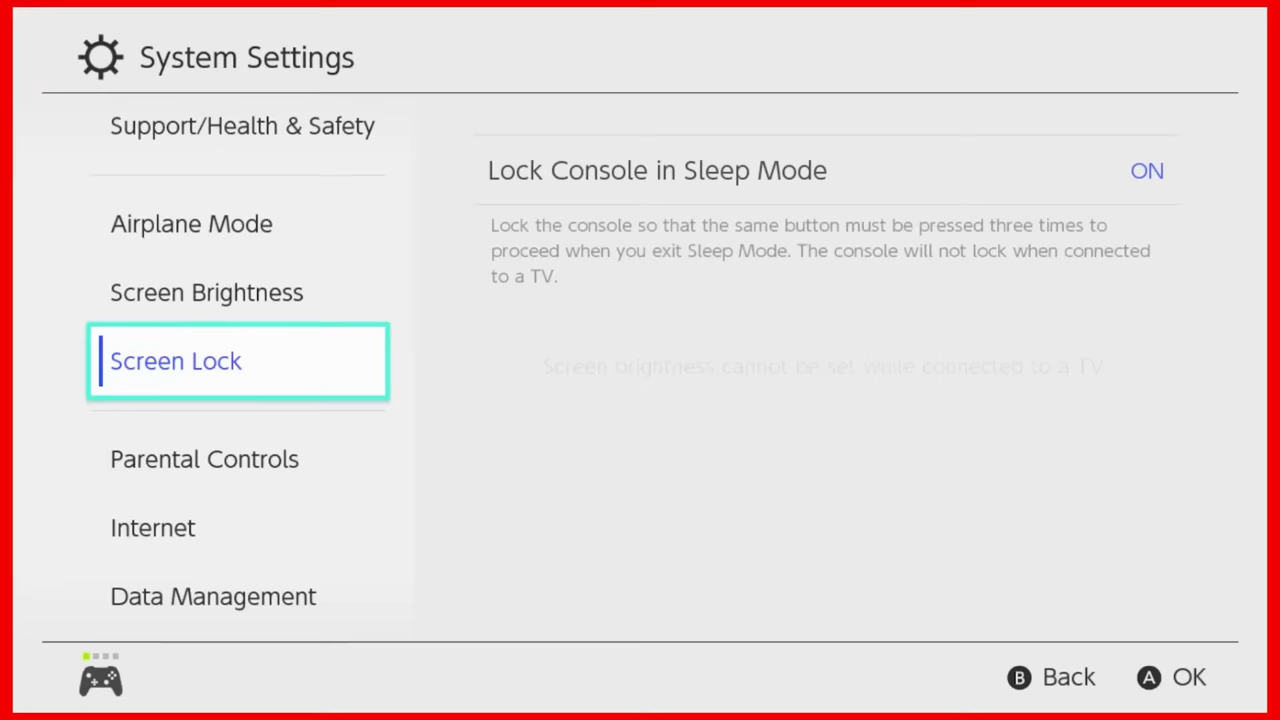 System Settings
Support/Health & Safety
Airplane Mode
Screen Brightness
Screen Lock
Parental Controls
Internet
Data Management
Lock Console in Sleep Mode ON
Lock the console so that the same button must be pressed three times to
proceed when you exit Sleep Mode. The console will not lock when connected
to a TV.
Screen brightness cannot be set while connected to a TV
B Back A OK